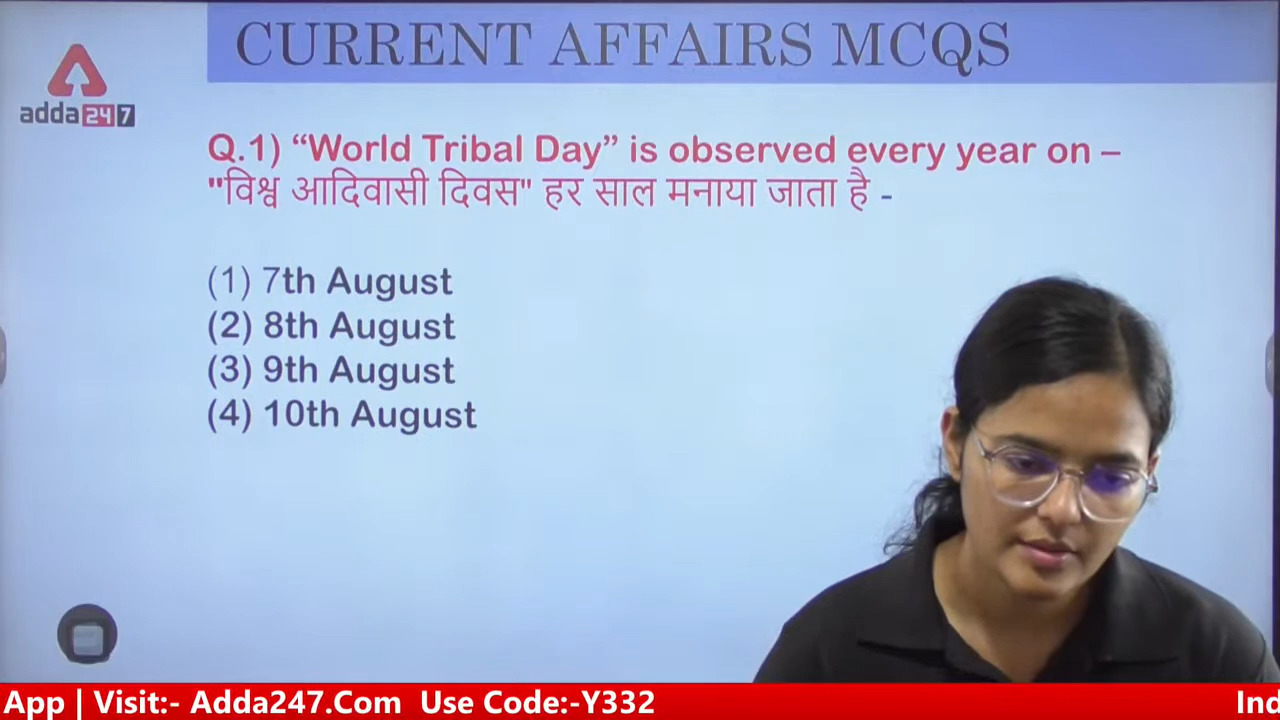 CURRENT AFFAIRS MCQS
adda247
Q.1) “World Tribal Day” is observed every year on –
"विश्व आदिवासी दिवस" हर साल मनाया जाता है -
(1) 7th August
(2) 8th August
(3) 9th August
(4) 10th August
App | Visit:- Adda247.Com Use Code:-Y332